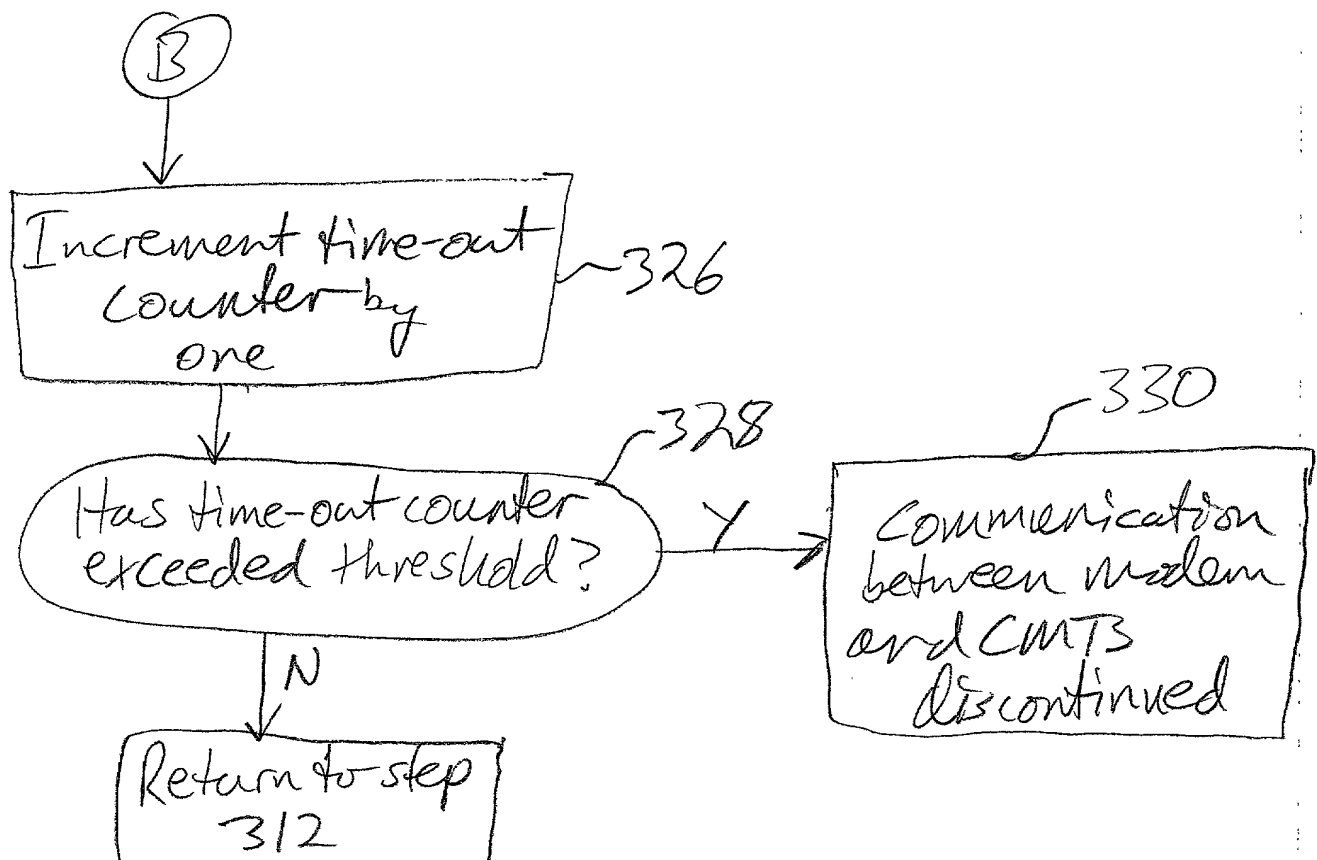 B
Increment time-out
counter by
one
326
328
Has time-out counter
exceeded threshold?
Y
330
Communication
between modem
and CMTS
discontinued
N
Return to step
312